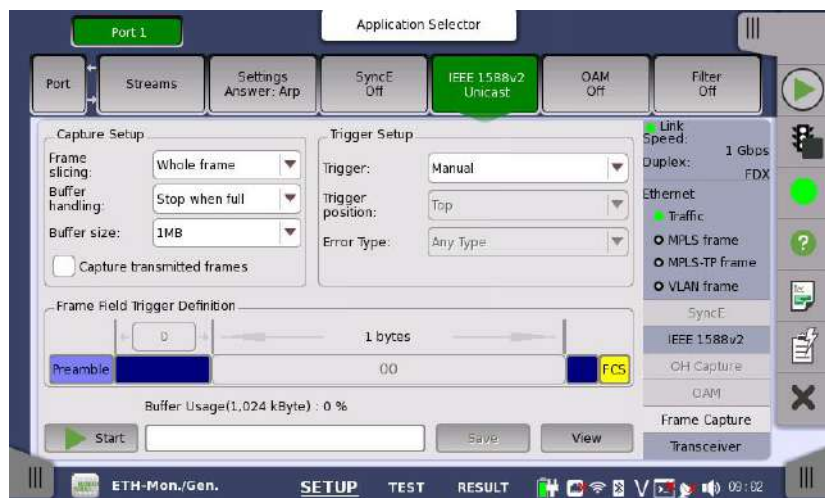 Port 1
Application Selector
Port
Streams
Settings
Answer: Arp
SyncE
Off
IEEE 1588v2
Unicast
OAM
Off
Filter
Off
Capture Setup
Frame
slicing:
Whole frame
Buffer
handling:
Stop when full
Buffer size:
1MB
Capture transmitted frames
Trigger Setup
Trigger:
Manual
Trigger
position:
Top
Error Type:
Any Type
Link
Speed:
1 Gbps
Duplex:
FDX
Ethernet
Traffic
MPLS frame
MPLS-TP frame
VLAN frame
SyncE
IEEE 1588v2
OH Capture
OAM
Frame Capture
Transceiver
Frame Field Trigger Definition
0
1 bytes
Preamble
00
FCS
Buffer Usage(1,024 kByte) : 0 %
Start
Save
View
ETH-Mon./Gen.
SETUP
TEST
RESULT
09:02